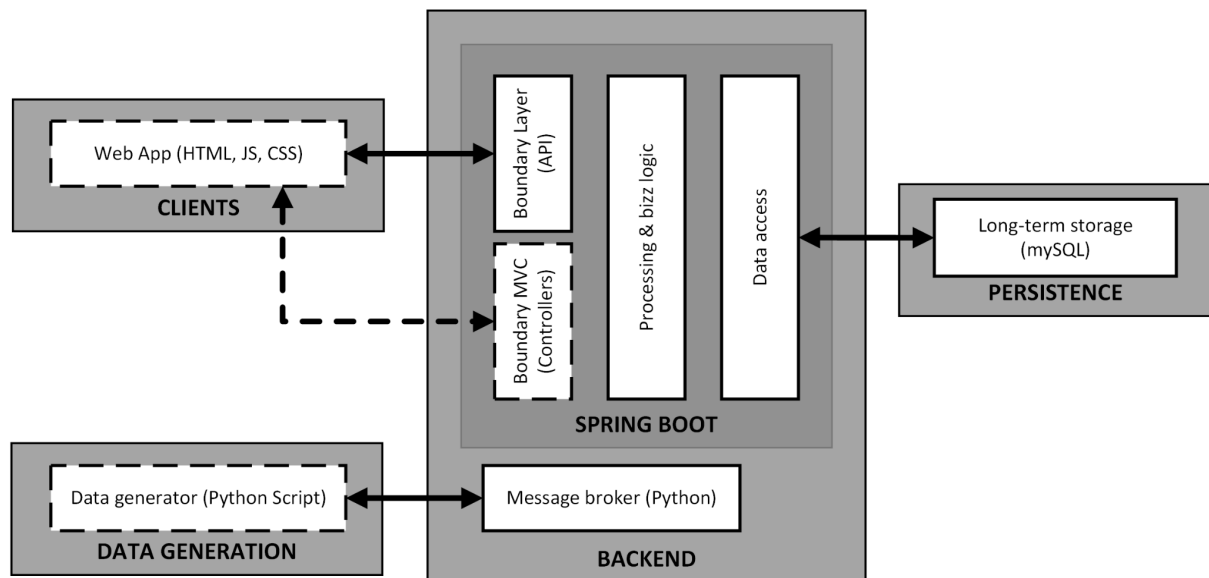 Web App (HTML, JS, CSS)
CLIENTS
Boundary Layer
(API)
Boundary MVC
(Controllers)
Processing & bizz logic
Data access
SPRING BOOT
Long-term storage
(mySQL)
PERSISTENCE
Data generator (Python Script)
DATA GENERATION
Message broker (Python)
BACKEND